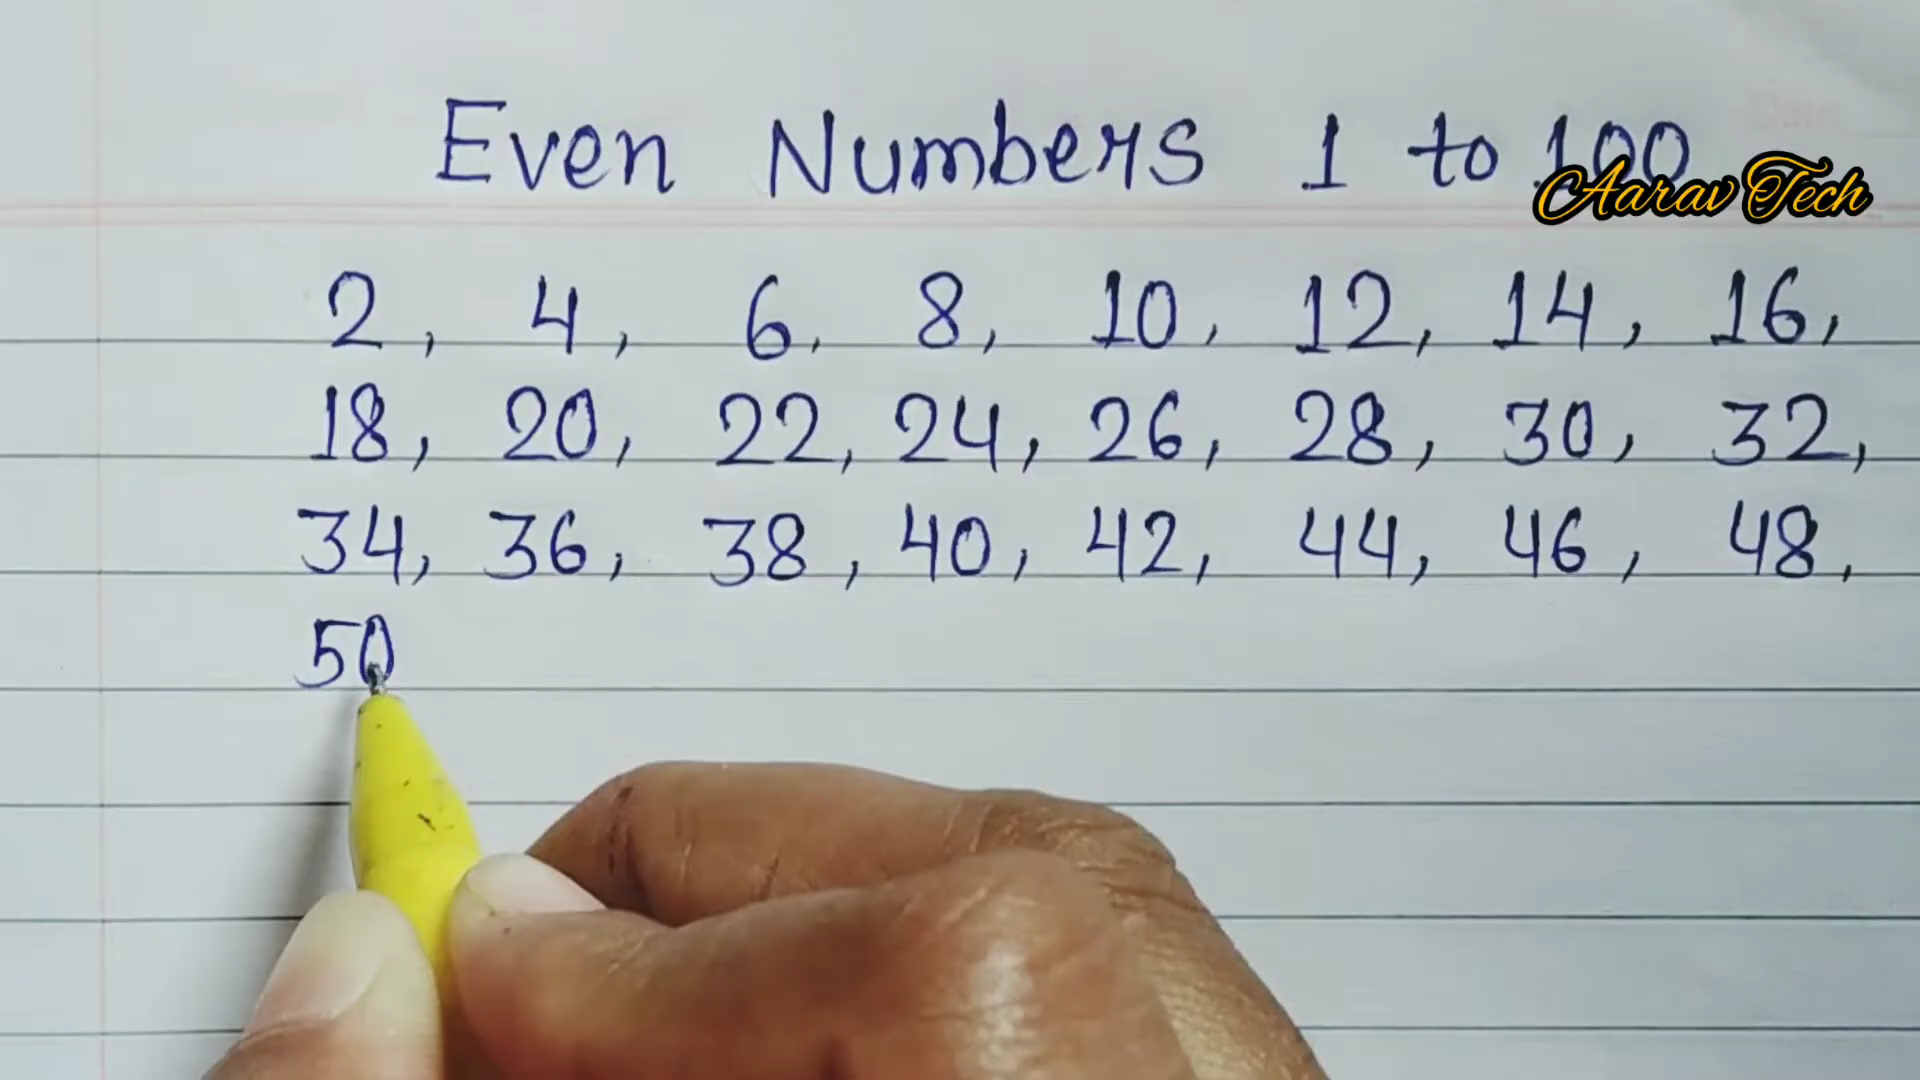 Even Numbers 1 to 100
Aarav Tech
2, 4, 6, 8, 10, 12, 14, 16,
18, 20, 22, 24, 26, 28, 30, 32,
34, 36, 38, 40, 42, 44, 46, 48,
50